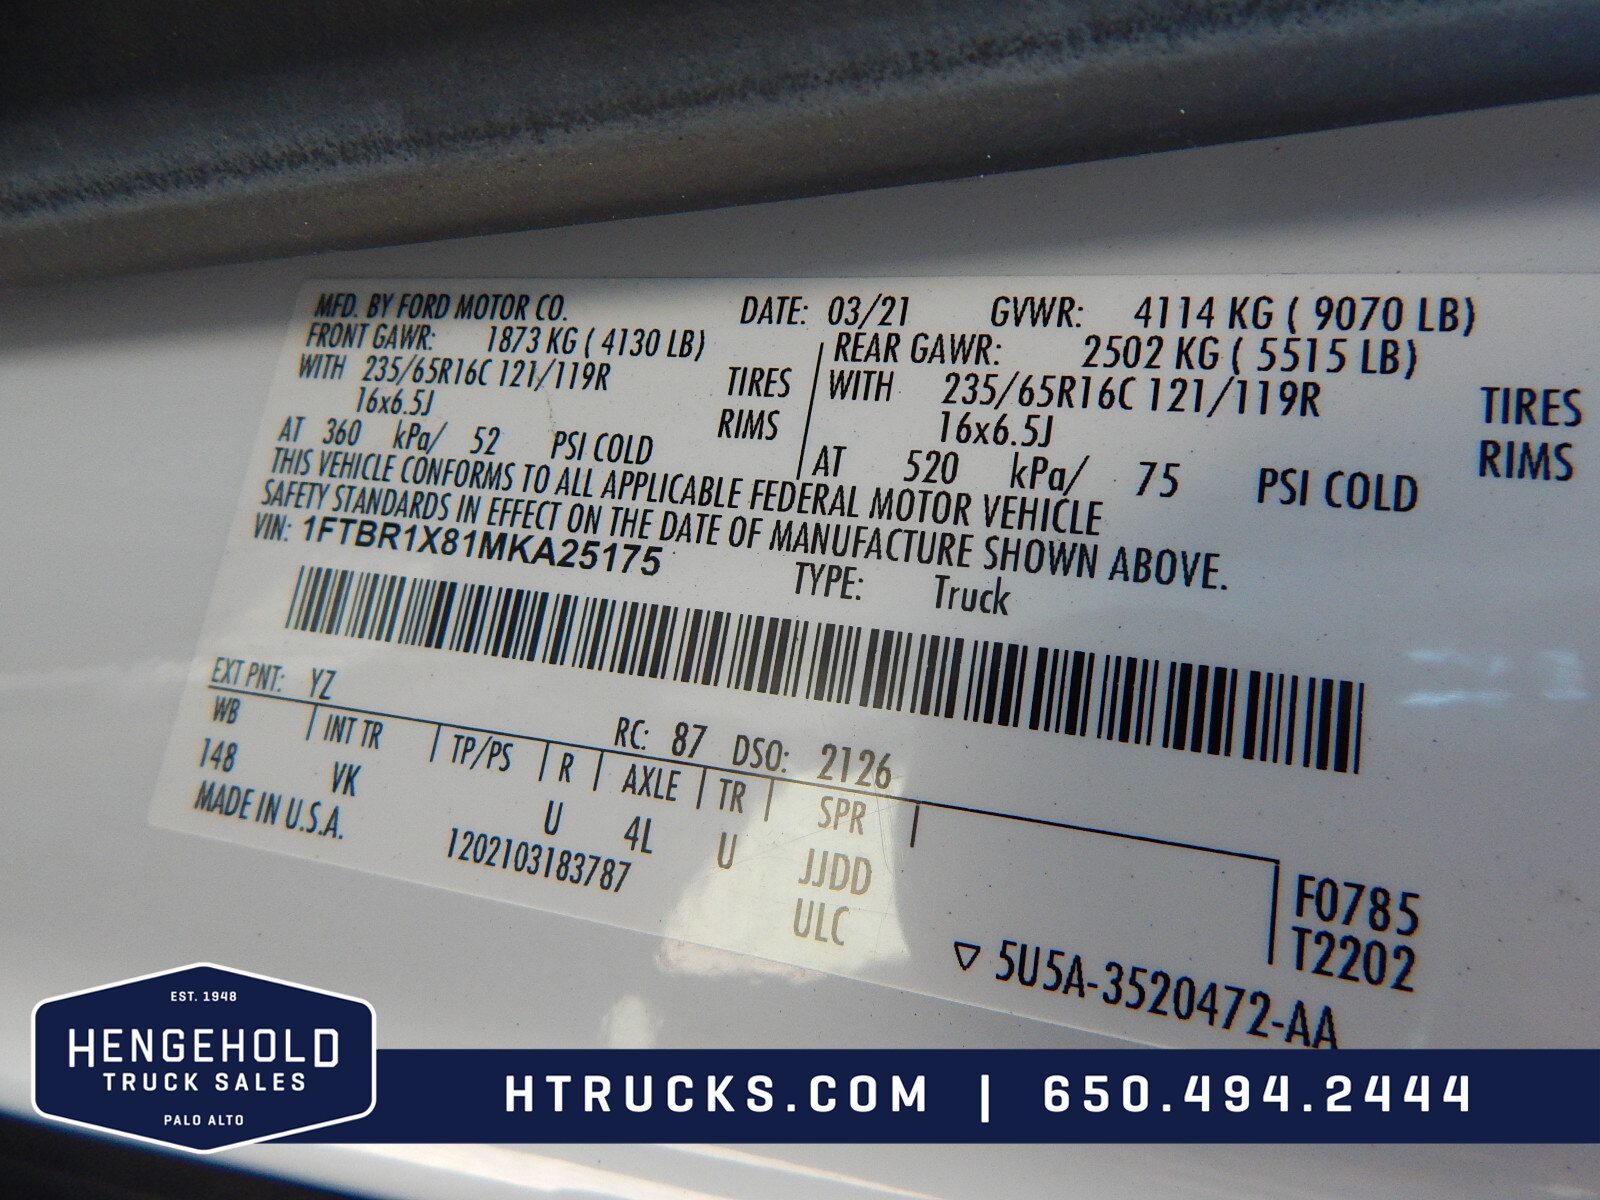 MFD. BY FORD MOTOR CO. DATE: 03/21 GVWR: 4114 KG ( 9070 LB)
FRONT GAWR: 1873 KG ( 4130 LB) REAR GAWR: 2502 KG ( 5515 LB)
WITH 235/65R16C 121/119R TIRES WITH 235/65R16C 121/119R TIRES
16x6.5J RIMS 16x6.5J RIMS
AT 360 kPa/ 52 PSI COLD AT 520 kPa/ 75 PSI COLD
THIS VEHICLE CONFORMS TO ALL APPLICABLE FEDERAL MOTOR VEHICLE
SAFETY STANDARDS IN EFFECT ON THE DATE OF MANUFACTURE SHOWN ABOVE.
VIN: 1FTBR1X81MKA25175 TYPE: Truck
EXT PNT: YZ RC: 87 DSO: 2126
WB INT TR TP/PS R AXLE TR SPR
148 VK U 4L U JJDD
MADE IN U.S.A. 1202103183787 ULC
F0785
T2202
5U5A-3520472-AA
EST. 1948
HENGEHOLD
TRUCK SALES
PALO ALTO
HTRUCKS.COM | 650.494.2444